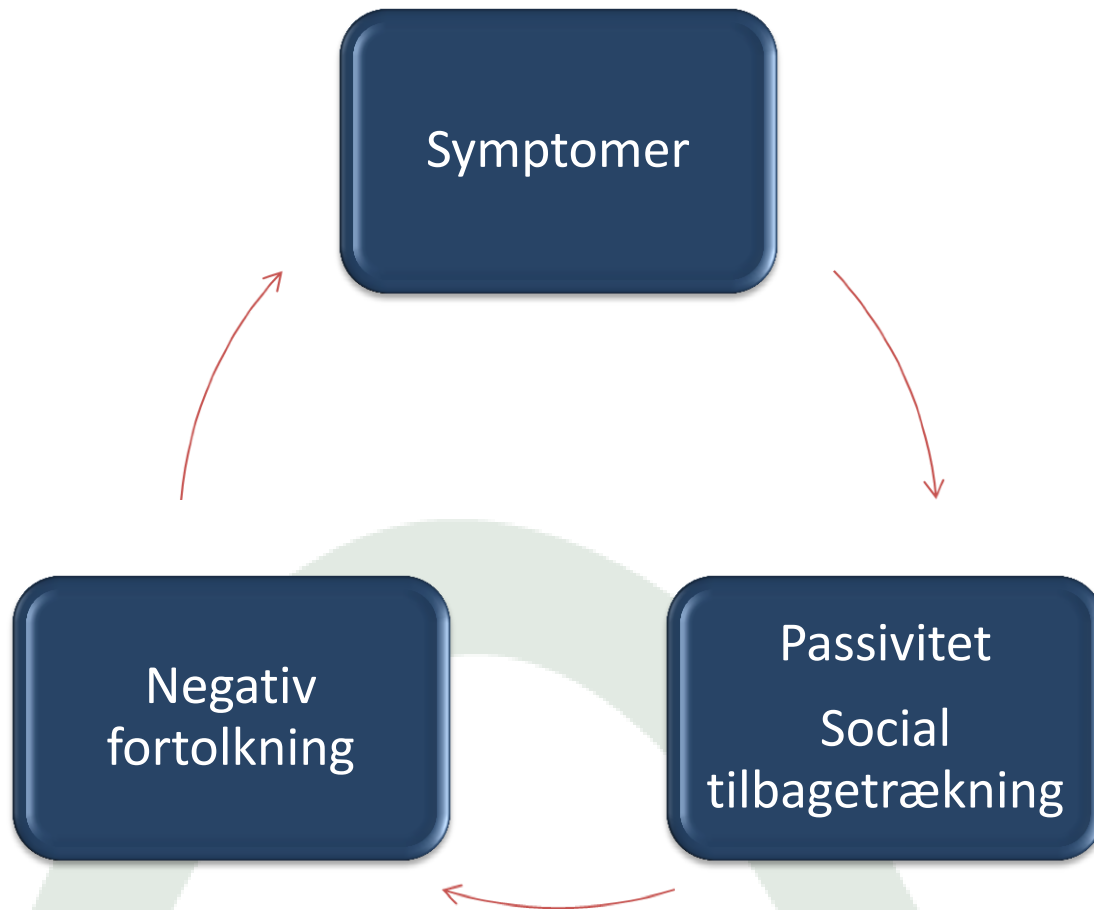 Symptomer
Negativ
fortolkning
Passivitet
Social
tilbagetrækning